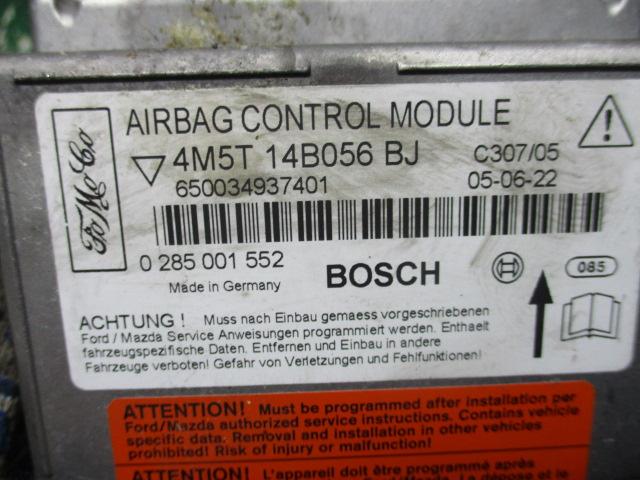 FoMoCo
AIRBAG CONTROL MODULE
4M5T 14B056 BJ C307/05
650034937401 05-06-22
0 285 001 552 BOSCH 085
Made in Germany
ACHTUNG ! Muss nach Einbau gemaess vorgeschriebenen
Ford / Mazda Service Anweisungen programmiert werden. Enthaelt
fahrzeugspezifische Daten. Entfernen und Einbau in andere
Fahrzeuge verboten! Gefahr von Verletzungen und Fehlfunktionen!
ATTENTION! Must be programmed after installation per
Ford/Mazda authorized service instructions. Contains vehicle
specific data. Removal and installation in other vehicles
prohibited! Risk of injury or malfunction!
ATTENTION! L'appareil doit être programmé après